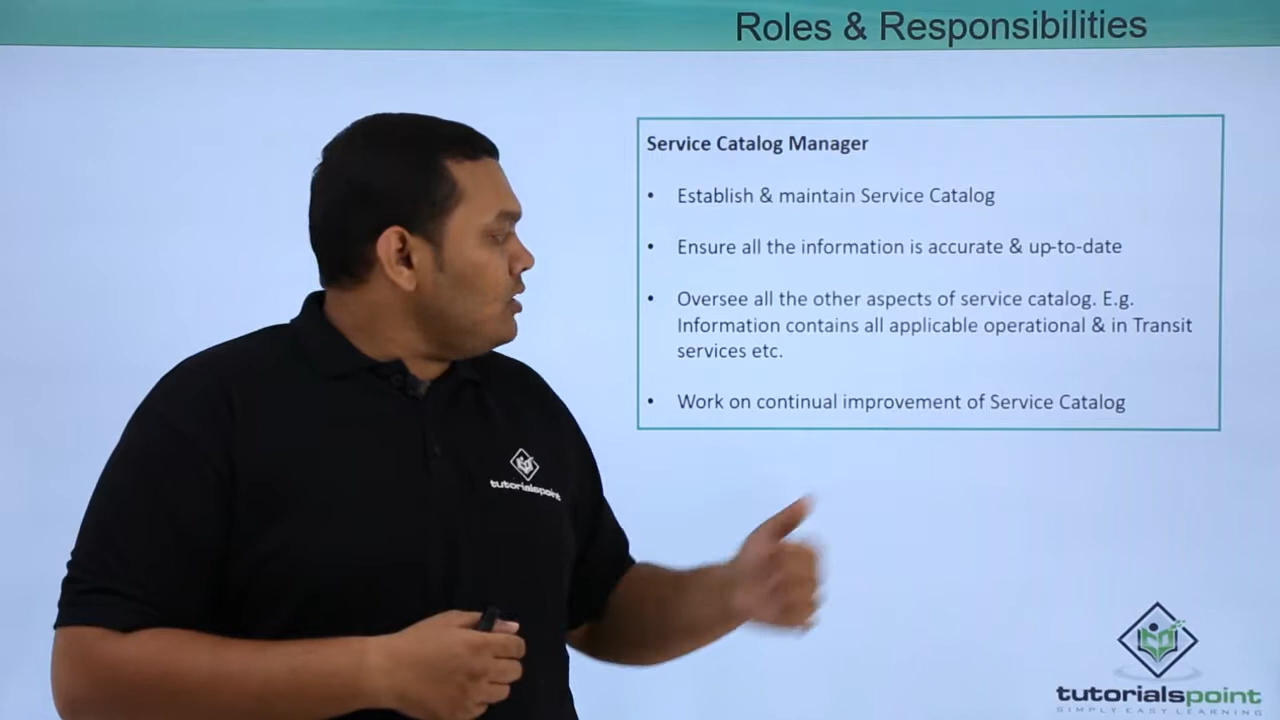 Roles & Responsibilities
Service Catalog Manager
• Establish & maintain Service Catalog
• Ensure all the information is accurate & up-to-date
• Oversee all the other aspects of service catalog. E.g.
Information contains all applicable operational & in Transit
services etc.
• Work on continual improvement of Service Catalog
tutorialspoint
tutorialspoint
SIMPLY EASY LEARNING